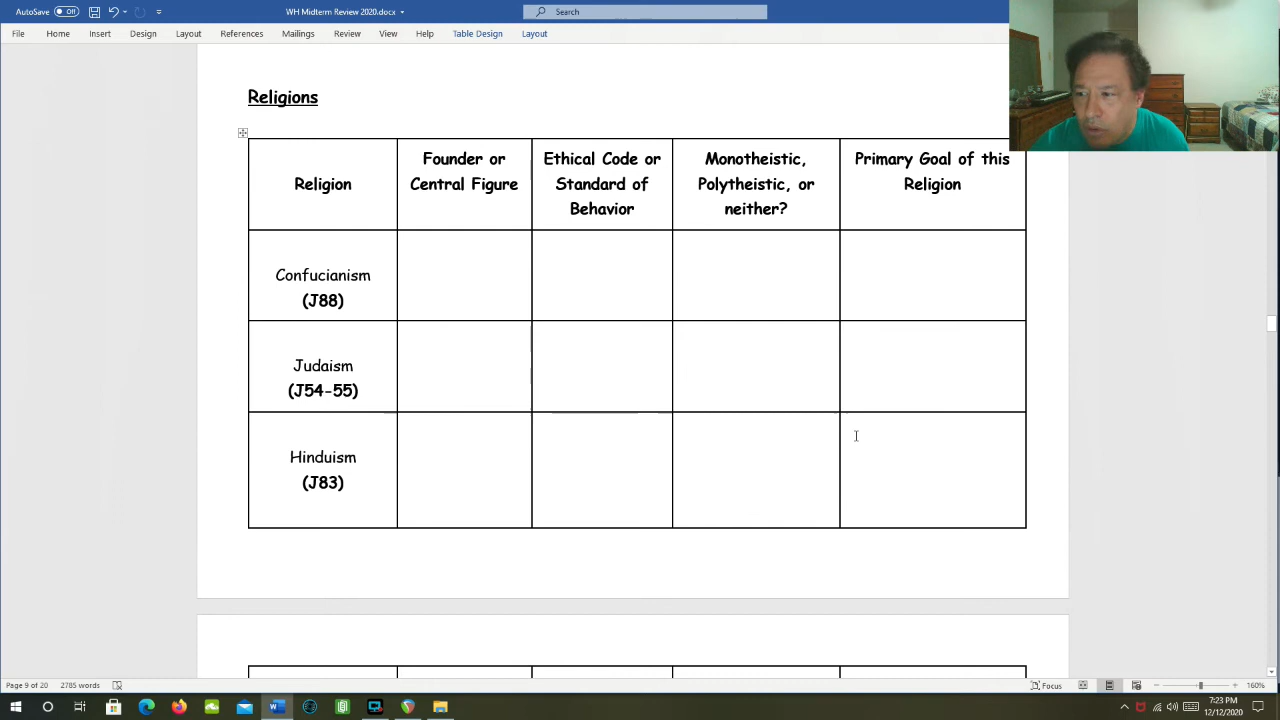 AutoSave Off WH Midterm Review 2020.docx Search
File Home Insert Design Layout References Mailings Review View Help Table Design Layout
Religions
Religion
Founder or
Central Figure
Ethical Code or
Standard of
Behavior
Monotheistic,
Polytheistic, or
neither?
Primary Goal of this
Religion
Confucianism
(J88)
Judaism
(J54-55)
Hinduism
(J83)
Page 9 of 20 2785 words Focus 160%
7:23 PM
12/12/2020